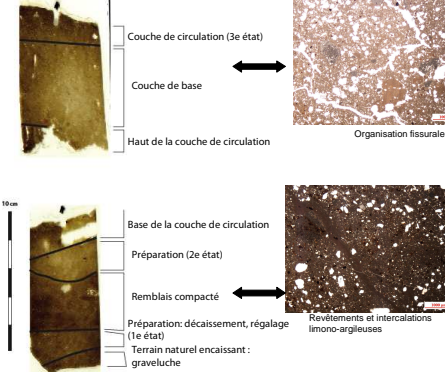 Couche de circulation (3e état)
Couche de base
Haut de la couche de circulation
Organisation fissurale
10 cm
Base de la couche de circulation
Préparation (2e état)
Remblais compacté
Préparation: décaissement, régalage
(1e état)
Terrain naturel encaissant :
graveluche
Revêtements et intercalations
limono-argileuses